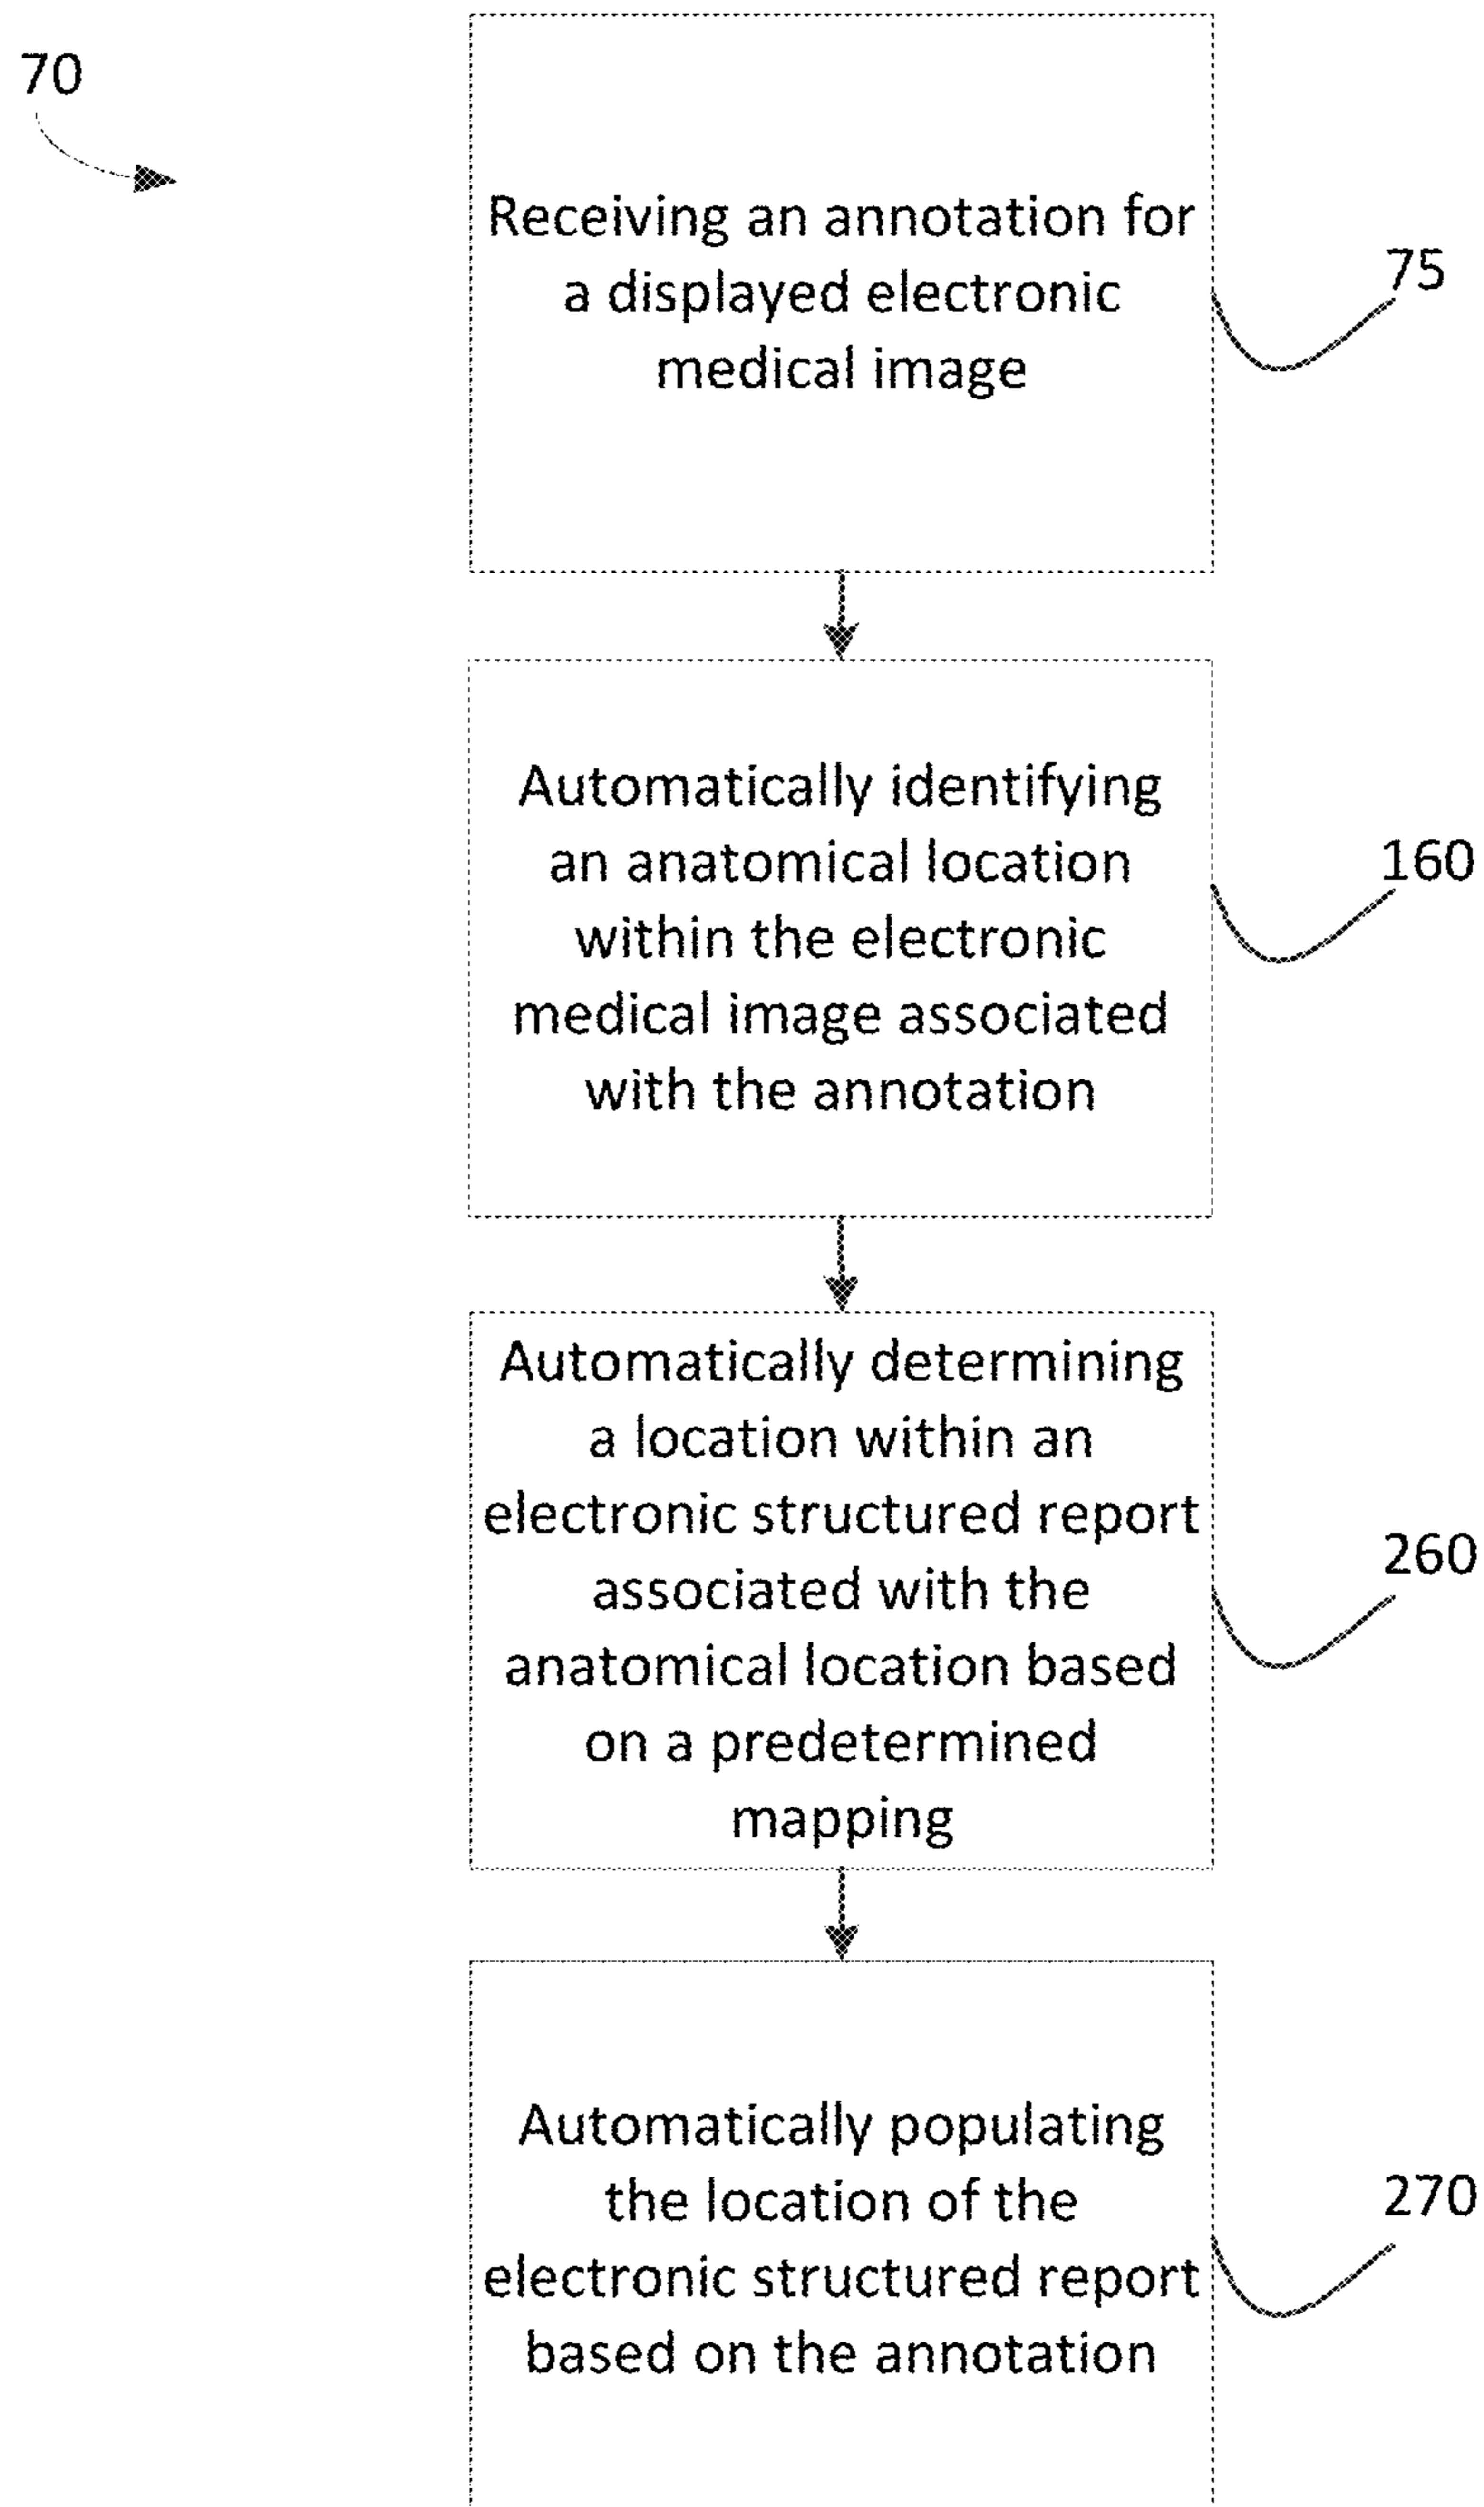 70
Receiving an annotation for
a displayed electronic
medical image
75
Automatically identifying
an anatomical location
within the electronic
medical image associated
with the annotation
160
Automatically determining
a location within an
electronic structured report
associated with the
anatomical location based
on a predetermined
mapping
260
Automatically populating
the location of the
electronic structured report
based on the annotation
270